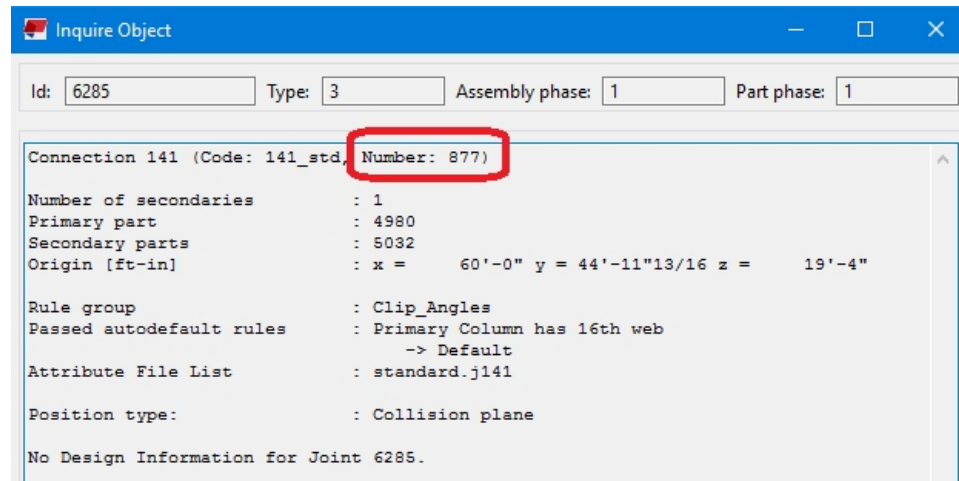 Inquire Object
Id: 6285 Type: 3 Assembly phase: 1 Part phase: 1
Connection 141 (Code: 141_std, Number: 877)
Number of secondaries : 1
Primary part : 4980
Secondary parts : 5032
Origin [ft-in] : x = 60'-0" y = 44'-11"13/16 z = 19'-4"
Rule group : Clip_Angles
Passed autodefault rules : Primary Column has 16th web
-> Default
Attribute File List : standard.j141
Position type: : Collision plane
No Design Information for Joint 6285.